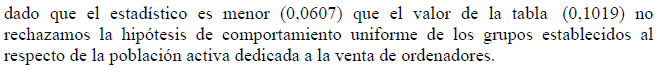 dado que el estadístico es menor (0,0607) que el valor de la tabla (0,1019) no
rechazamos la hipótesis de comportamiento uniforme de los grupos establecidos al
respecto de la población activa dedicada a la venta de ordenadores.